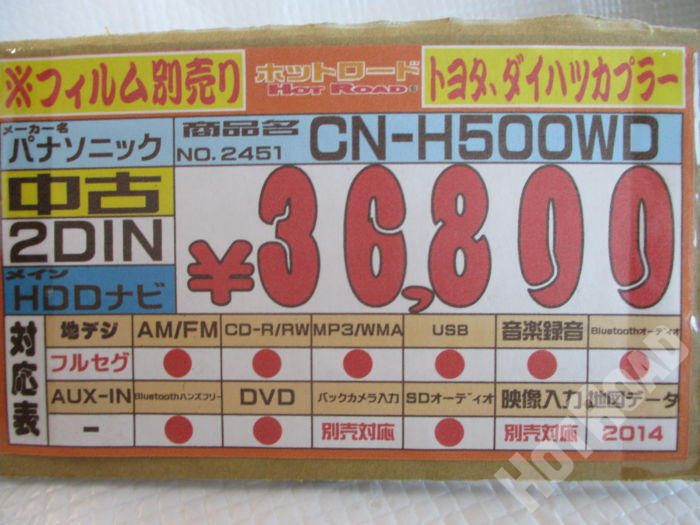 ※フィルム別売り
ホットロード
HOT ROAD
トヨタ、ダイハツカプラー
メーカー名
パナソニック
商品名
NO.2451
CN-H500WD
中古
2DIN
メイン
HDDナビ
¥36,800
対応表
地デジ AM/FM CD-R/RW MP3/WMA USB 音楽録音 Bluetoothオーディオ
フルセグ ● ● ● ● ● ●
AUX-IN Bluetoothハンズフリー DVD バックカメラ入力 SDオーディオ 映像入力 地図データ
- ● ● 別売対応 ● 別売対応 2014
HOT ROAD